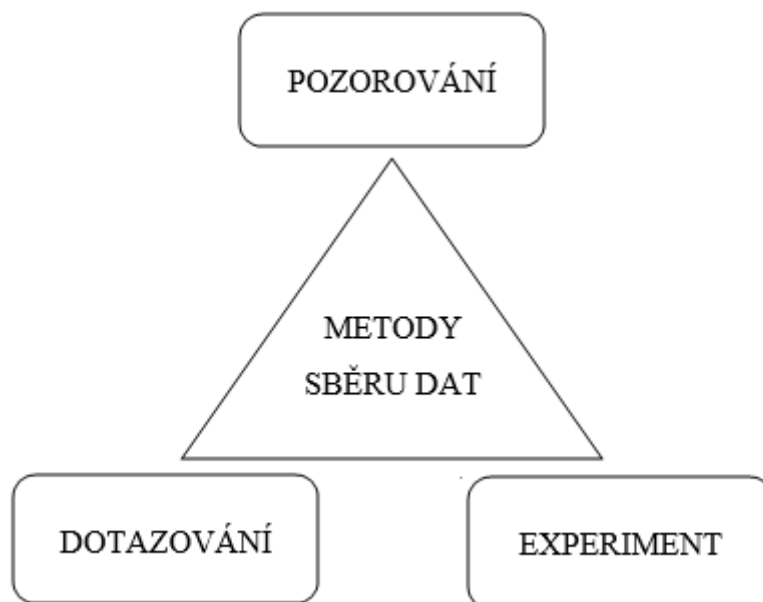 POZOROVÁNÍ
METODY
SBĚRU DAT
DOTAZOVÁNÍ
EXPERIMENT